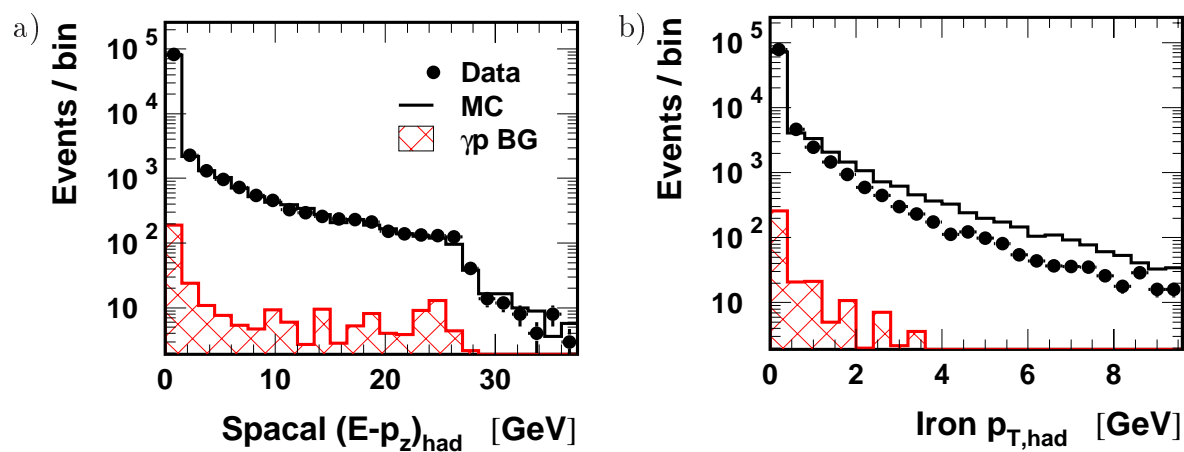 a)
Events / bin
10^5
10^4
10^3
10^2
10
Data
MC
γp BG
0 10 20 30
Spacal (E-p_z)_had [GeV]
b)
Events / bin
10^5
10^4
10^3
10^2
10
0 2 4 6 8
Iron p_T,had [GeV]